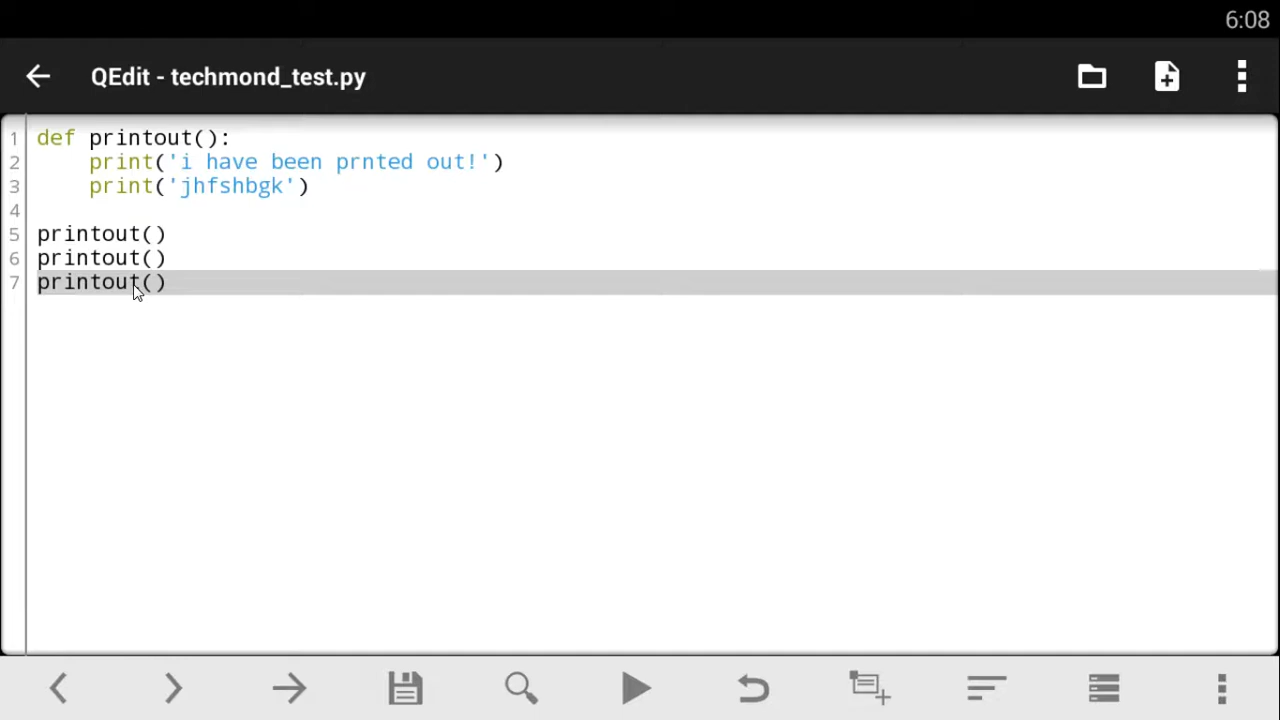 6:08
QEdit - techmond_test.py
1 def printout():
2     print('i have been prnted out!')
3     print('jhfshbgk')
4
5 printout()
6 printout()
7 printout()